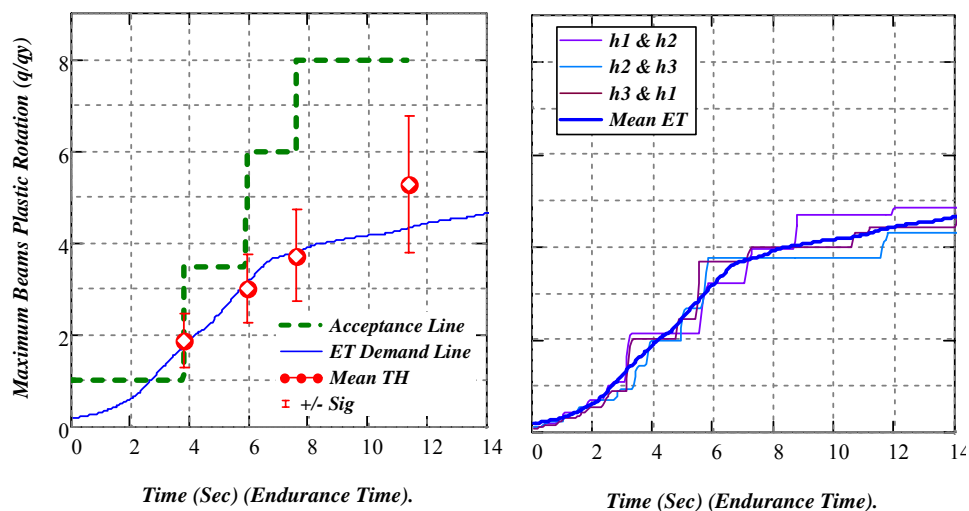 Maximum Beams Plastic Rotation (q/qy)
8
6
4
2
0
0 2 4 6 8 10 12 14
Acceptance Line
ET Demand Line
Mean TH
+/- Sig
Time (Sec) (Endurance Time).
h1 & h2
h2 & h3
h3 & h1
Mean ET
0 2 4 6 8 10 12 14
Time (Sec) (Endurance Time).